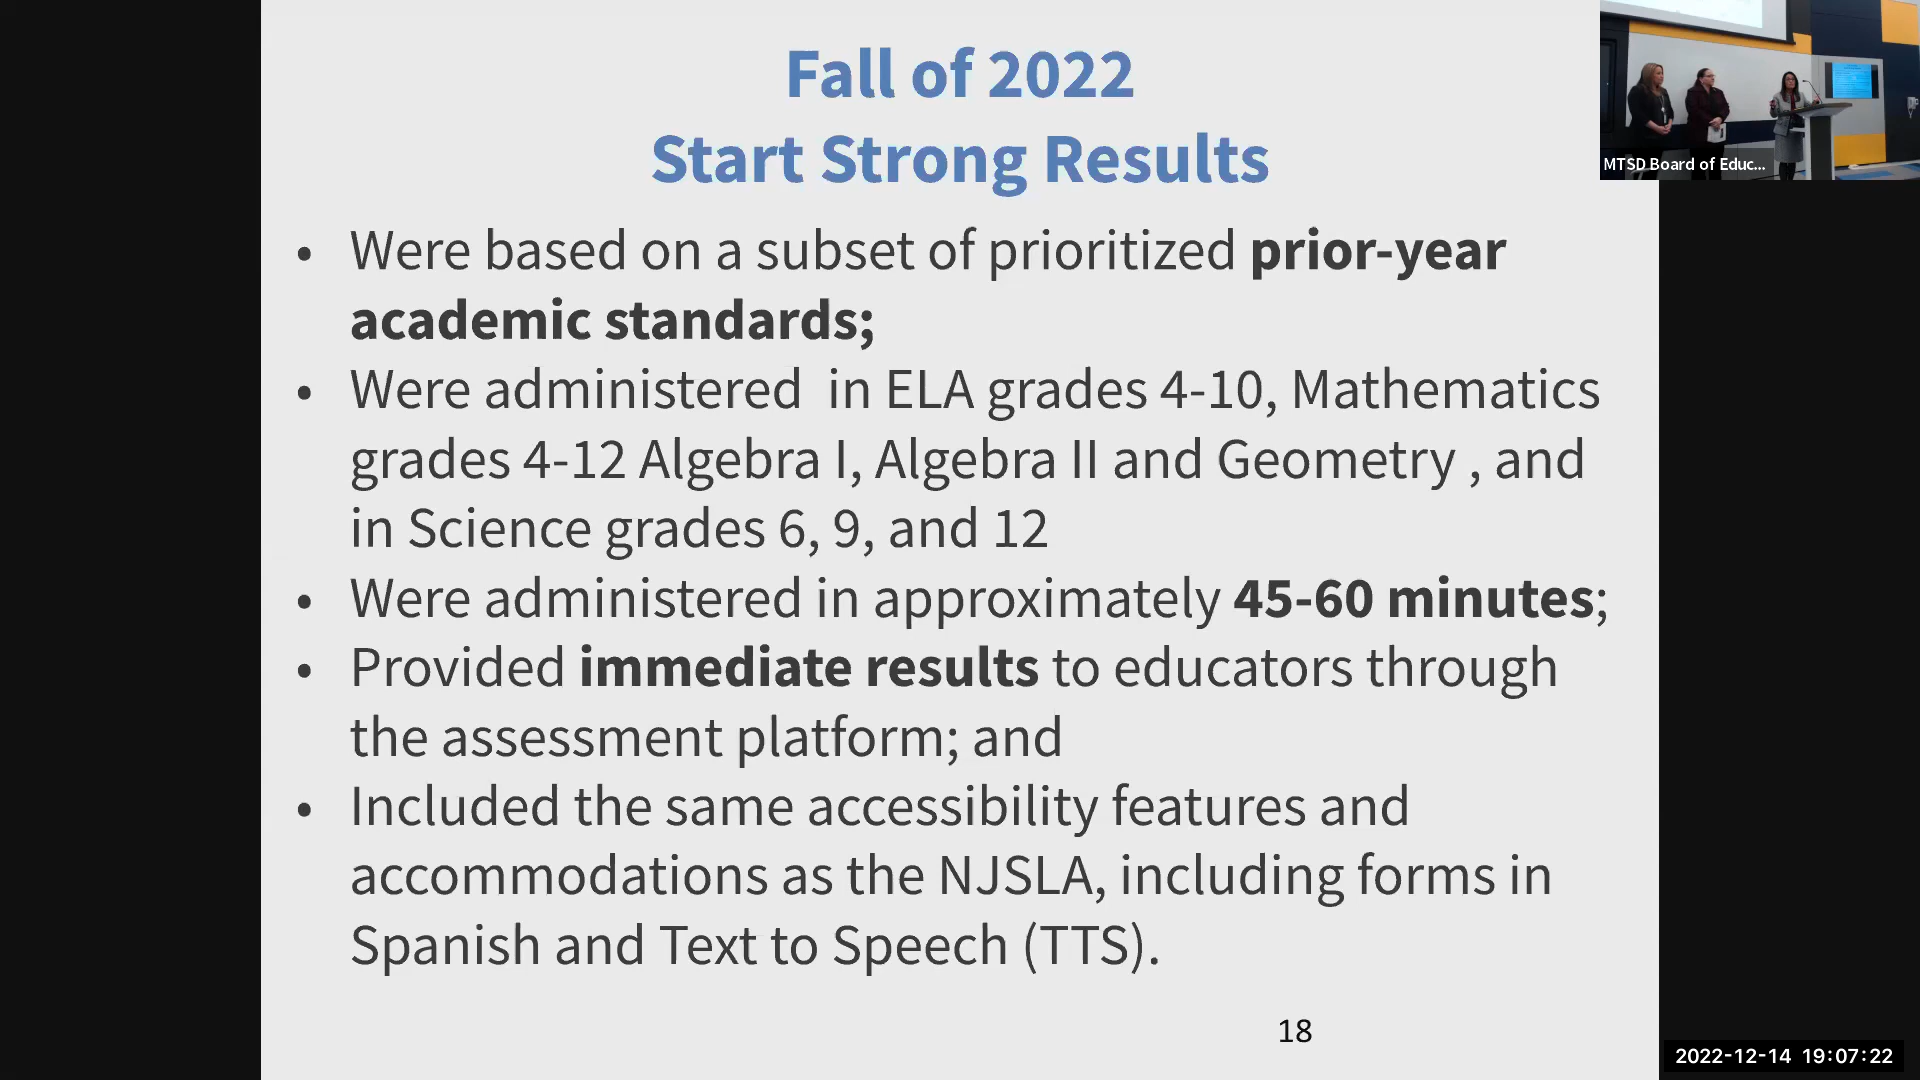 Fall of 2022
Start Strong Results
• Were based on a subset of prioritized prior-year
academic standards;
• Were administered  in ELA grades 4-10, Mathematics
grades 4-12 Algebra I, Algebra II and Geometry , and
in Science grades 6, 9, and 12
• Were administered in approximately 45-60 minutes;
• Provided immediate results to educators through
the assessment platform; and
• Included the same accessibility features and
accommodations as the NJSLA, including forms in
Spanish and Text to Speech (TTS).
18
MTSD Board of Educ...
2022-12-14 19:07:22